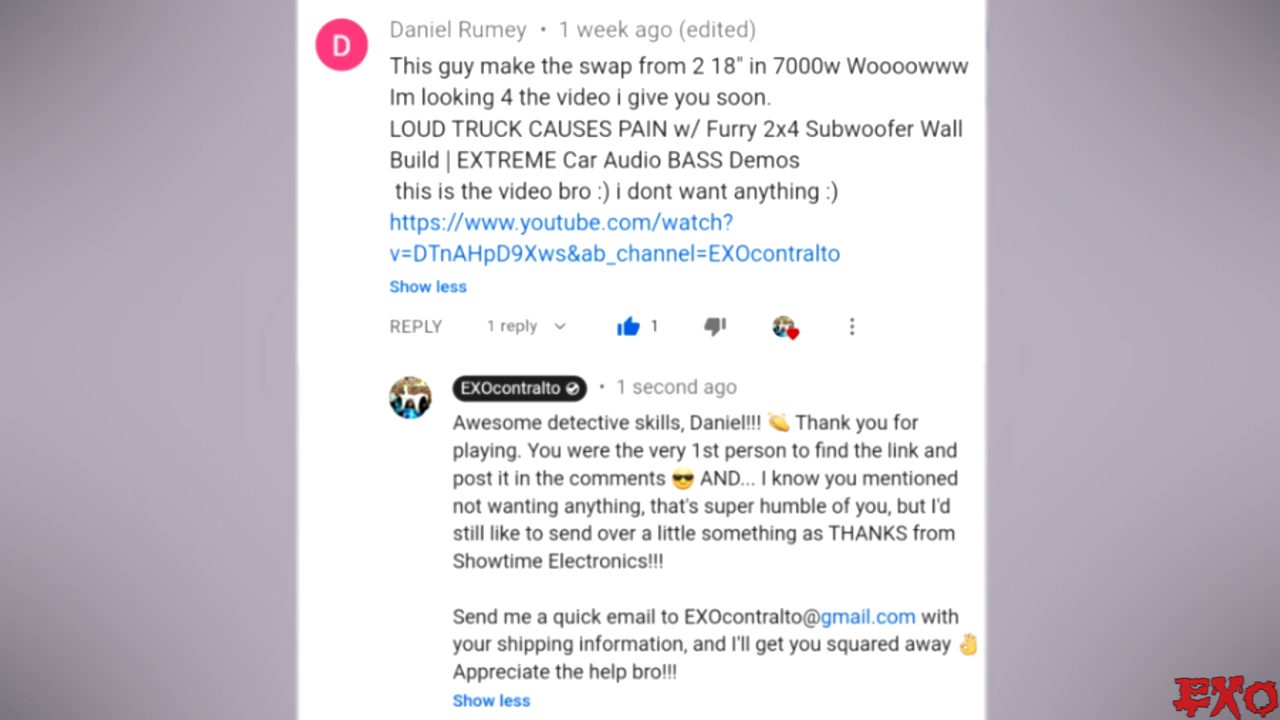 D
Daniel Rumey • 1 week ago (edited)
This guy make the swap from 2 18" in 7000w Woooowww
Im looking 4 the video i give you soon.
LOUD TRUCK CAUSES PAIN w/ Furry 2x4 Subwoofer Wall
Build | EXTREME Car Audio BASS Demos
this is the video bro :) i dont want anything :)
https://www.youtube.com/watch?
v=DTnAHpD9Xws&ab_channel=EXOcontralto
Show less
REPLY 1 reply 1
EXOcontralto • 1 second ago
Awesome detective skills, Daniel!!! 👏 Thank you for
playing. You were the very 1st person to find the link and
post it in the comments 😎 AND... I know you mentioned
not wanting anything, that's super humble of you, but I'd
still like to send over a little something as THANKS from
Showtime Electronics!!!
Send me a quick email to EXOcontralto@gmail.com with
your shipping information, and I'll get you squared away 👌
Appreciate the help bro!!!
Show less
EXO